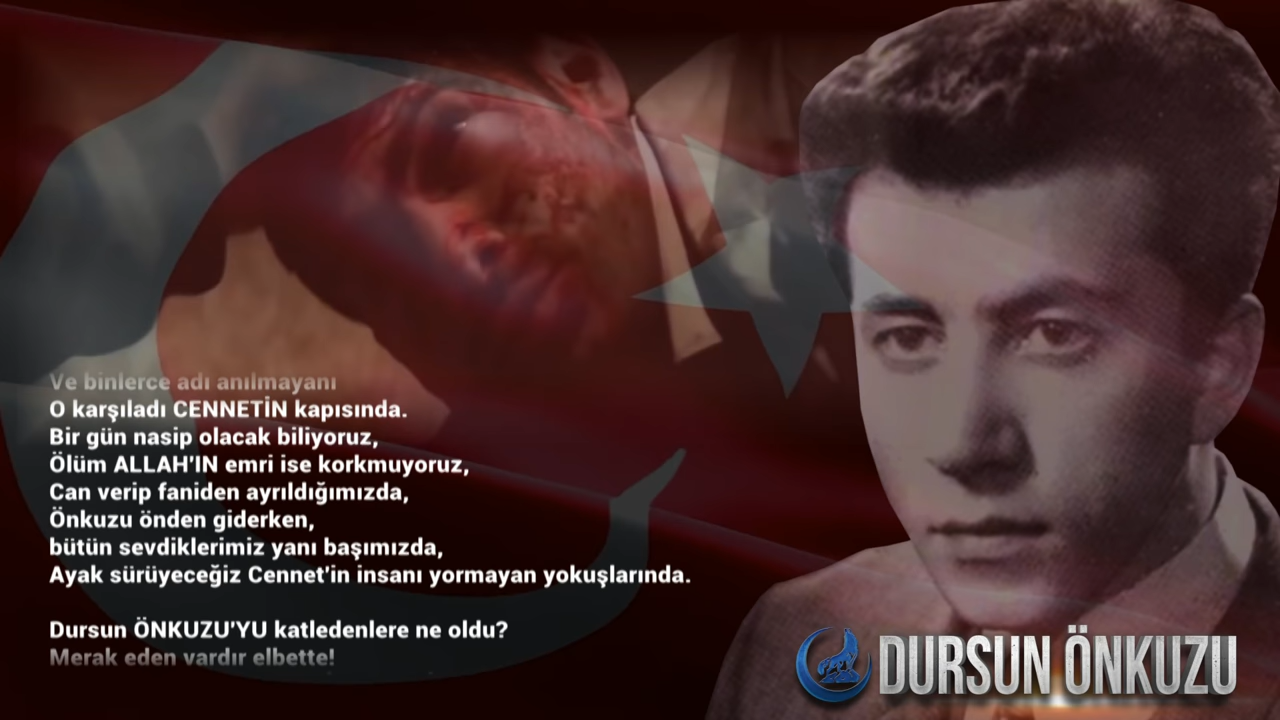 Ve binlerce adı anılmayanı
O karşıladı CENNETİN kapısında.
Bir gün nasip olacak biliyoruz,
Ölüm ALLAH'IN emri ise korkmuyoruz,
Can verip faniden ayrıldığımızda,
Önkuzu önden giderken,
bütün sevdiklerimiz yanı başımızda,
Ayak sürüyeceğiz Cennet'in insanı yormayan yokuşlarında.
Dursun ÖNKUZU'YU katledenlere ne oldu?
Merak eden vardır elbette!
DURSUN ÖNKUZU